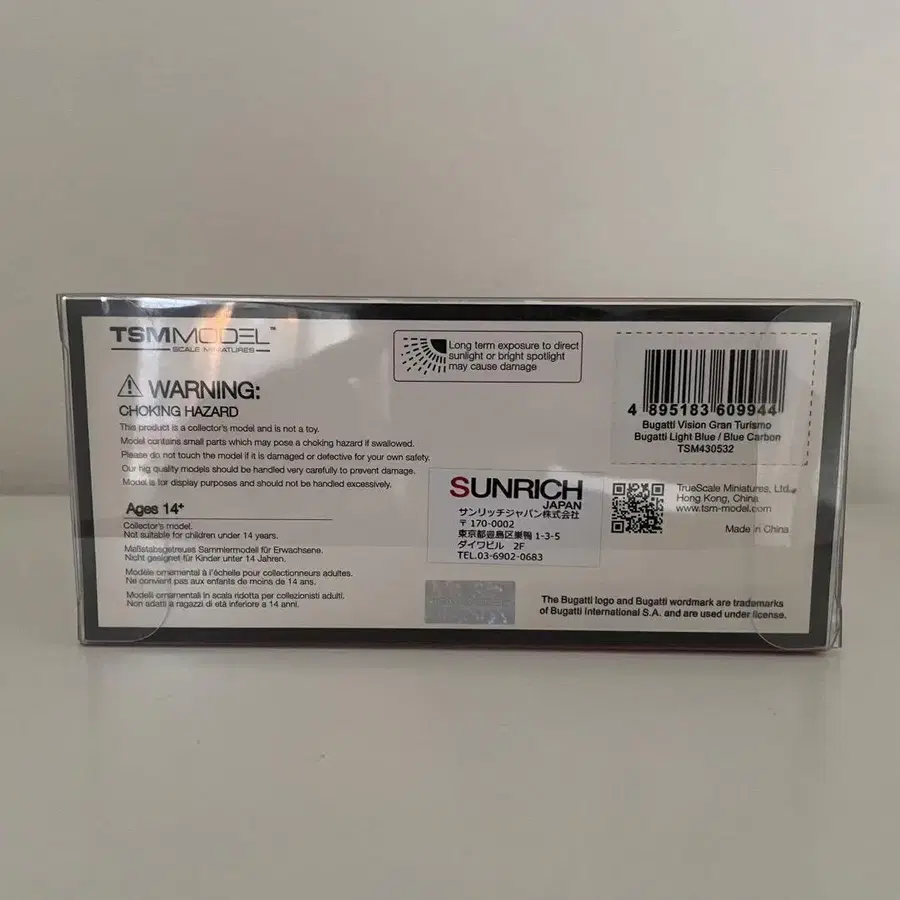 TSMMODEL™
SCALE MINIATURES
⚠ WARNING:
CHOKING HAZARD
This product is a collector's model and is not a toy.
Model contains small parts which may pose a choking hazard if swallowed.
Please do not touch the model if it is damaged or defective for your own safety.
Our hig quality models should be handled very carefully to prevent damage.
Model is for display purposes and should not be handled excessively.
Ages 14+
Collector's model.
Not suitable for children under 14 years.
Maßstabsgetreues Sammlermodell für Erwachsene.
Nicht geeignet für Kinder unter 14 Jahren.
Modèle ornamental à l'échelle pour collectionneurs adultes.
Ne convient pas aux enfants de moins de 14 ans.
Modelli ornamentali in scala ridotta per collezionisti adulti.
Non adatti a ragazzi di età inferiore a 14 anni.
Long term exposure to direct
sunlight or bright spotlight
may cause damage
4 895183 609944
Bugatti Vision Gran Turismo
Bugatti Light Blue / Blue Carbon
TSM430532
SUNRICH
JAPAN
サンリッチジャパン株式会社
〒 170-0002
東京都豊島区巣鴨 1-3-5
ダイワビル 2F
TEL.03-6902-0683
TrueScale Miniatures, Ltd.
Hong Kong, China
www.tsm-model.com
Made in China
The Bugatti logo and Bugatti wordmark are trademarks
of Bugatti International S.A. and are used under license.